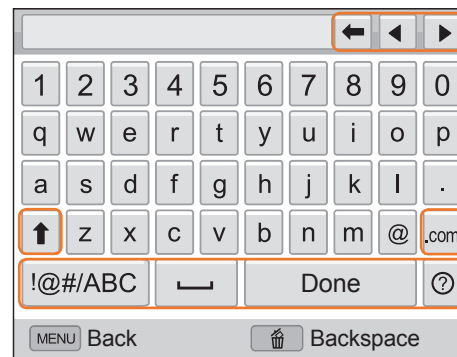 1 2 3 4 5 6 7 8 9 0
q w e r t y u i o p
a s d f g h j k l .
z x c v b n m @ .com
!@#/ABC Done ?
MENU Back Backspace